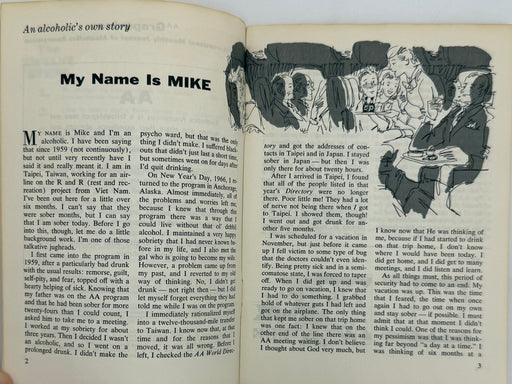 An alcoholic's own story
My Name Is MIKE
MY NAME is Mike and I'm an
alcoholic. I have been saying
that since 1959 (not continuously),
but not until very recently have I
said it and really meant it. I am in
Taipei, Taiwan, working for an air-
line on the R and R (rest and rec-
reation) project from Viet Nam.
I've been out here for a little over
six months. I can't say that they
were sober months, but I can say
that I am sober today. Before I go
into this, though, let me do a little
background work. I'm one of those
talkative jugheads.
I first came into the program in
1959, after a particularly bad drunk
with the usual results: remorse, guilt,
self-pity, and fear, topped off with a
hearty helping of sick. Knowing that
my father was on the AA program
and that he had been sober for more
twenty-fours that I could count, I
asked him to take me to a meeting.
I worked at my sobriety for about
three years. Then I decided I wasn't
an alcoholic, and so I went on a
prolonged drunk. I didn't make the
2
psycho ward, but that was the only
thing I didn't make. I suffered black-
outs that didn't just last a short time,
but sometimes went on for days after
I'd quit drinking.
On New Year's Day, 1966, I re-
turned to the program in Anchorage,
Alaska. Almost immediately, all of
the problems and worries left me,
because I knew that through the
program there was a way that I
could live without that ol' debbil
alcohol. I maintained a very happy
sobriety that I had never known be-
fore in my life, and I also met the
gal who is going to become my wife.
However, a problem came up from
my past, and I reverted to my old
way of thinking. No, I didn't get
drunk — not right then — but I did
let myself forget everything they had
told me while I was on the program.
I immediately rationalized myself
into a twelve-thousand-mile transfer
to Taiwan. I know now that, at the
time and for the reasons that I
moved, it was all wrong. Before I
left, I checked the AA World Direc-
tory and got the addresses of con-
tacts in Taipei and in Japan. I stayed
sober in Japan — but then I was
only there for about twenty hours.
After I arrived in Taipei, I found
that all of the people listed in that
year's Directory were no longer
there. Poor little me! They had a lot
of nerve not being there when I got
to Taipei. I showed them, though!
I went out and got drunk for an-
other five months.
I was scheduled for a vacation in
November, but just before it came
up I fell victim to some type of bug
that the doctors couldn't even iden-
tify. Being pretty sick and in a semi-
comatose state, I was forced to taper
off. When I did get up and was
ready to go on vacation, I knew that I
had to do something. I grabbed
hold of whatever guts I had left and
got on the airplane. The only thing
that kept me sober on the trip home
was one fact: I knew that there was an
AA meeting waiting. I don't believe
I thought about God very much, but
I know now that He was thinking of
me, because if I had started to drink
on that trip home, I don't know
where I would have been today. I
did get home, and I did get to many
meetings, and I did listen and learn.
As all things must, this period of
security had to come to an end. My
vacation was up. This was the time
that I feared, the time when once
again I had to go out on my own
and stay sober — if possible. I must
admit that at that moment I didn't
think I could. One of the reasons for
my pessimism was that I was think-
ing far beyond "a day at a time." I
was thinking of six months at a
3